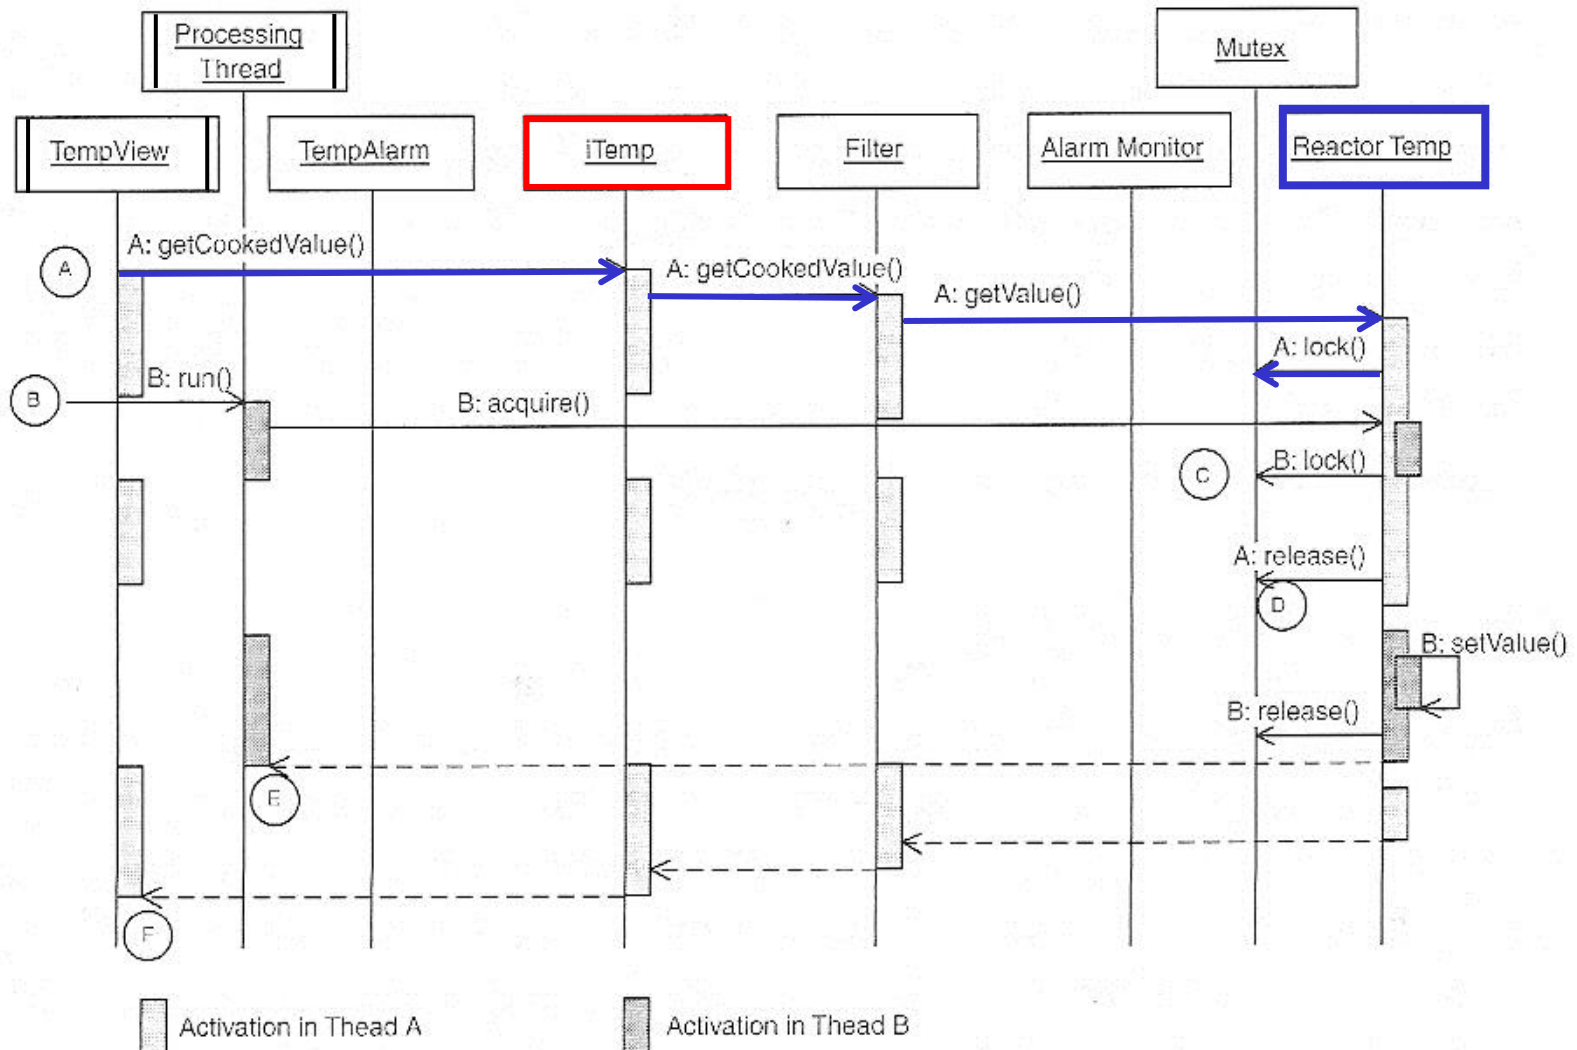 Processing
Thread
Mutex
TempView
TempAlarm
iTemp
Filter
Alarm Monitor
Reactor Temp
A: getCookedValue()
A
A: getCookedValue()
A: getValue()
A: lock()
B: run()
B
B: acquire()
B: lock()
C
A: release()
D
B: setValue()
B: release()
E
F
Activation in Thead A
Activation in Thead B